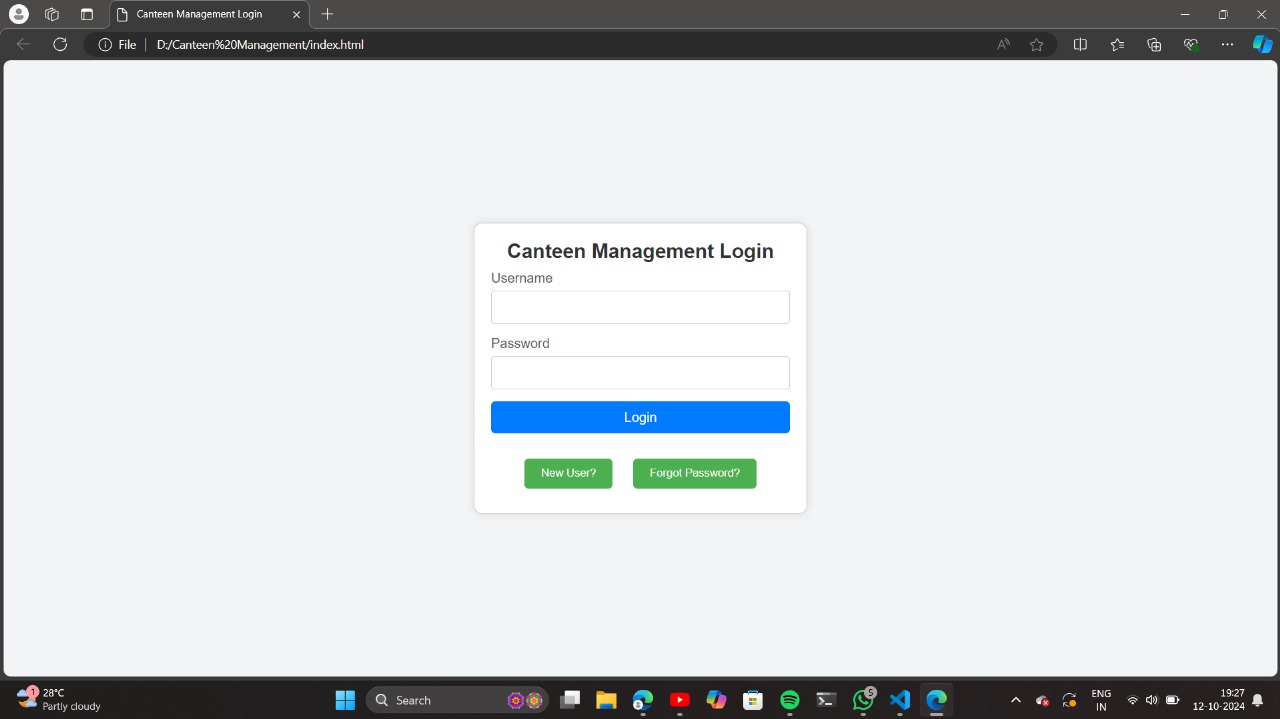 Canteen Management Login
File
D:/Canteen%20Management/index.html
Canteen Management Login
Username
Password
Login
New User? Forgot Password?
1
28°C
Partly cloudy
Search
5
ENG
IN
19:27
12-10-2024